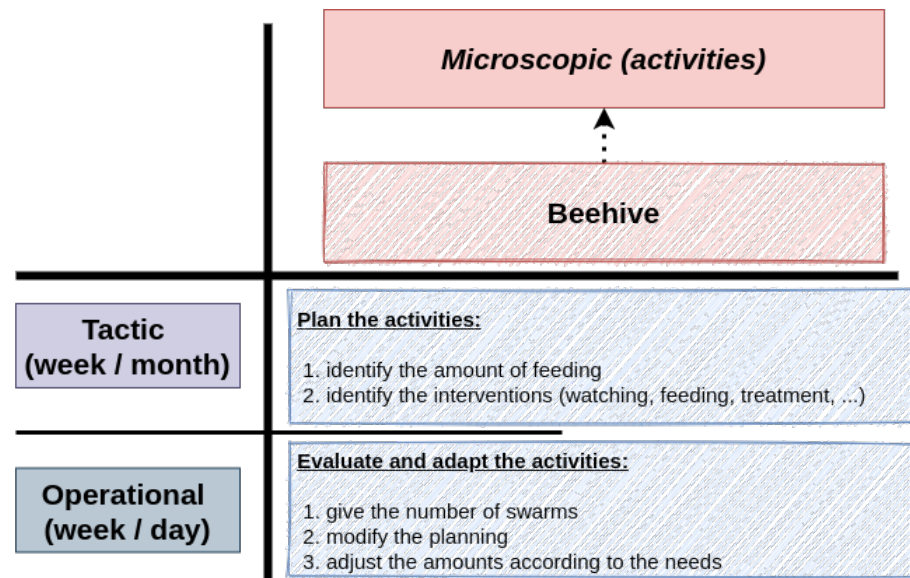 Microscopic (activities)
Beehive
Tactic
(week / month)
Plan the activities:
1. identify the amount of feeding
2. identify the interventions (watching, feeding, treatment, ...)
Operational
(week / day)
Evaluate and adapt the activities:
1. give the number of swarms
2. modify the planning
3. adjust the amounts according to the needs